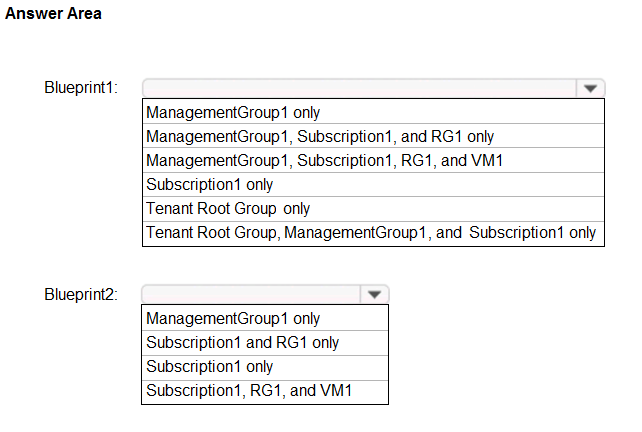 Answer Area
Blueprint1:
ManagementGroup1 only
ManagementGroup1, Subscription1, and RG1 only
ManagementGroup1, Subscription1, RG1, and VM1
Subscription1 only
Tenant Root Group only
Tenant Root Group, ManagementGroup1, and Subscription1 only
Blueprint2:
ManagementGroup1 only
Subscription1 and RG1 only
Subscription1 only
Subscription1, RG1, and VM1